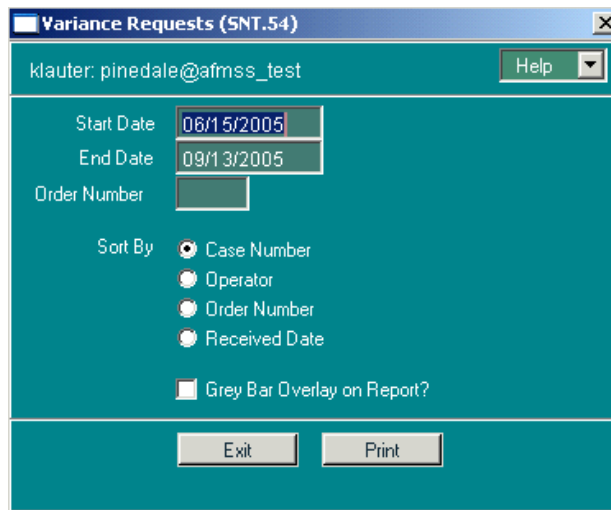 Variance Requests (SNT.54)
klauter: pinedale@afmss_test
Help
Start Date 06/15/2005
End Date 09/13/2005
Order Number
Sort By Case Number
Operator
Order Number
Received Date
Grey Bar Overlay on Report?
Exit Print